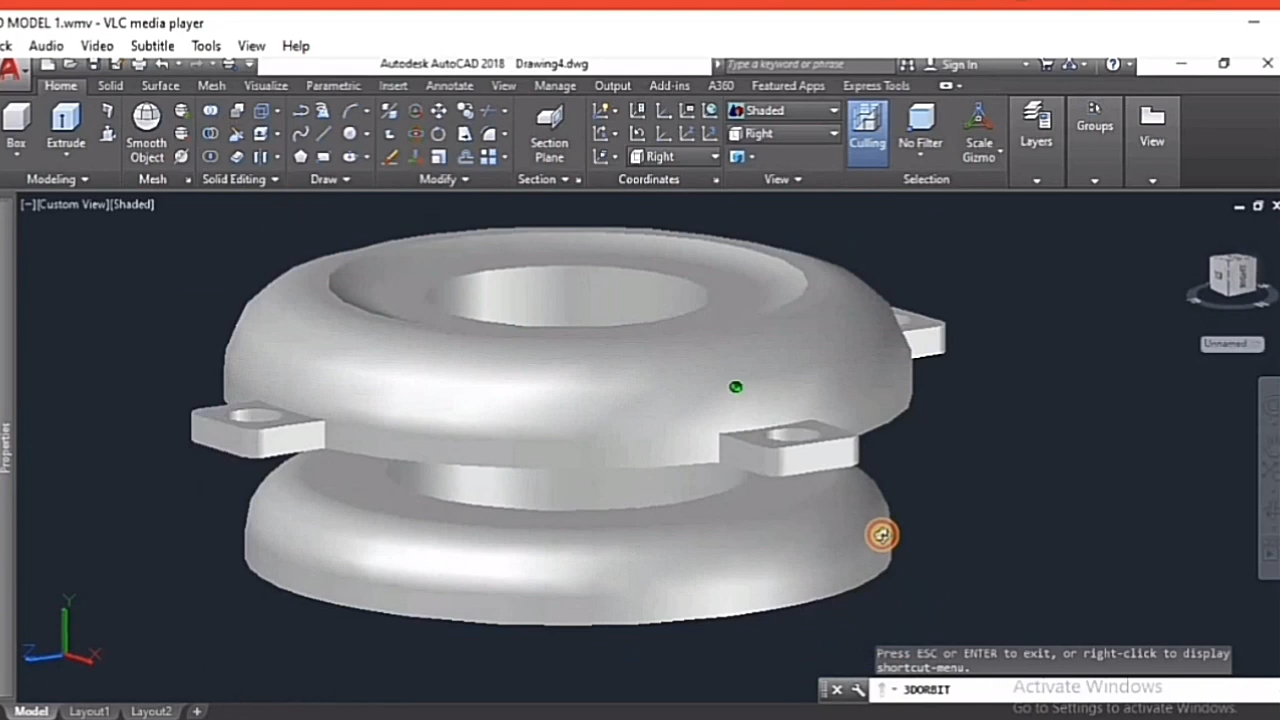 D MODEL 1.wmv - VLC media player
ck Audio Video Subtitle Tools View Help
Autodesk AutoCAD 2018 Drawing4.dwg
Type a keyword or phrase
Sign In
Home Solid Surface Mesh Visualize Parametric Insert Annotate View Manage Output Add-ins A360 Featured Apps Express Tools
Box
Extrude
Smooth Object
Section Plane
Shaded
Right
Right
Culling
No Filter
Scale Gizmo
Layers
Groups
View
Modeling Mesh Solid Editing Draw Modify Section Coordinates View Selection
[−][Custom View][Shaded]
Unnamed
Properties
Y
Z
X
Press ESC or ENTER to exit, or right-click to display
shortcut-menu.
3DORBIT
Activate Windows
Go to Settings to activate Windows.
Model Layout1 Layout2 +